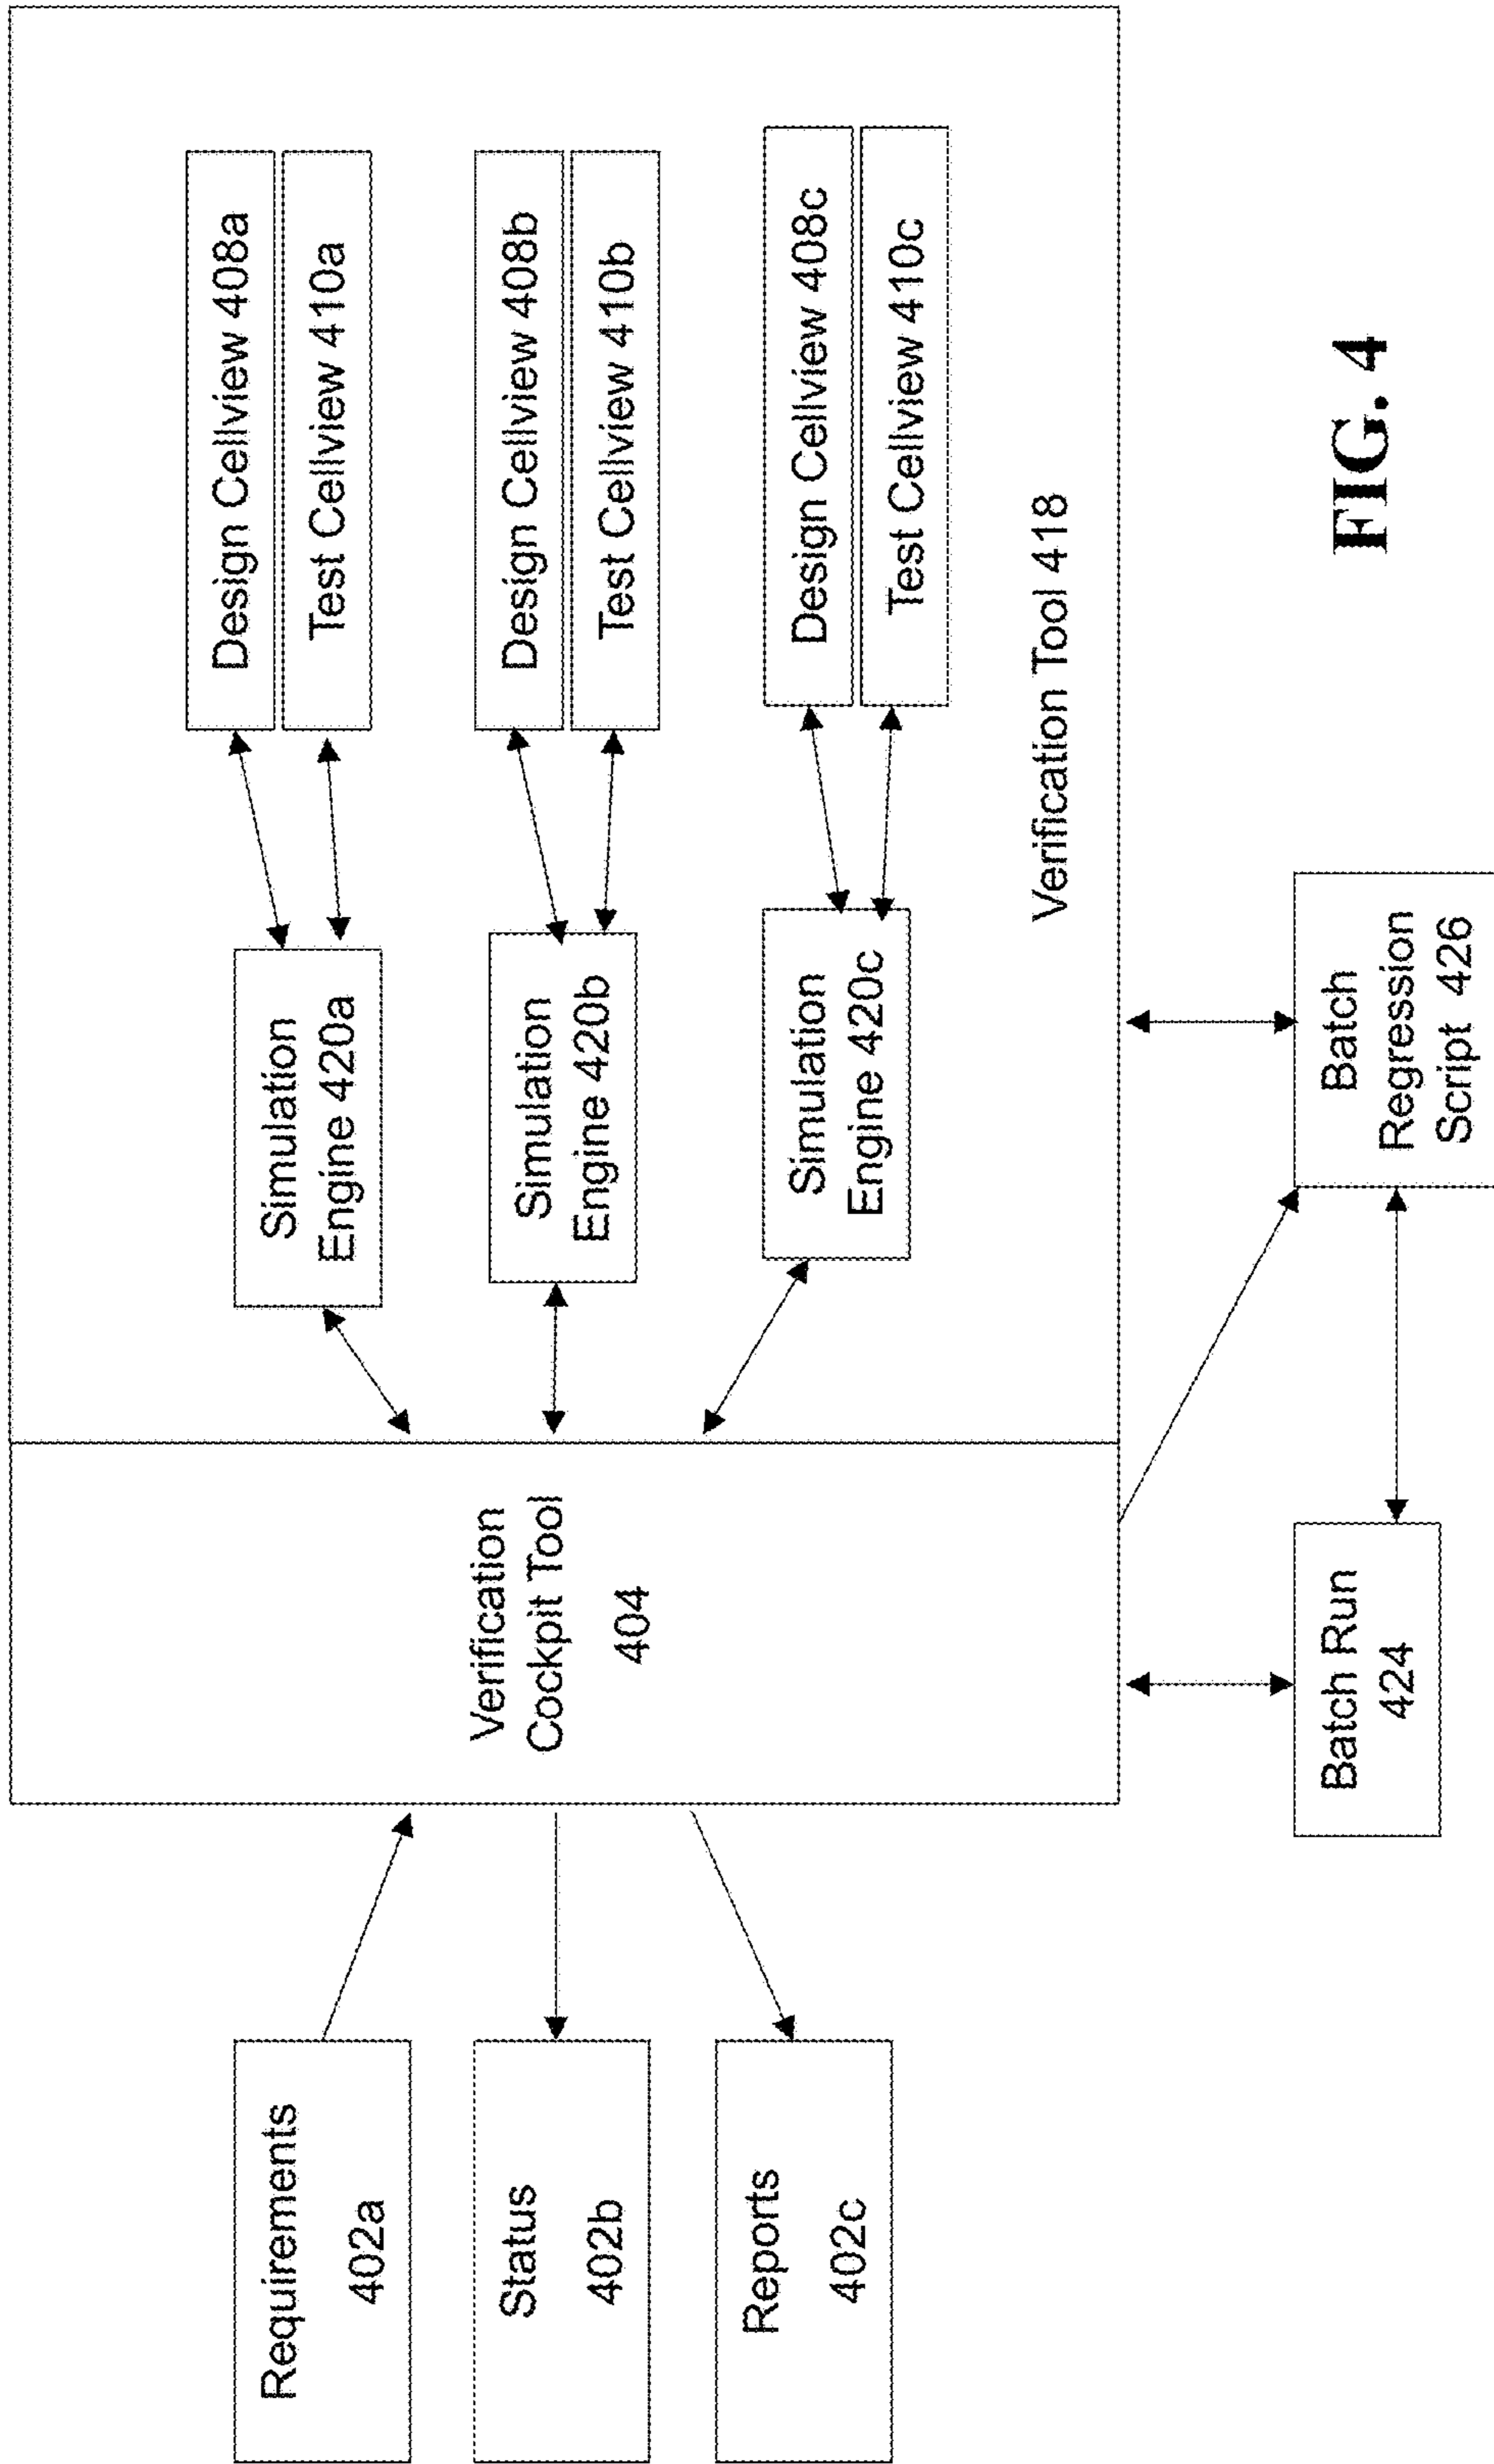 Requirements
402a
Status
402b
Reports
402c
Verification
Cockpit Tool
404
Simulation
Engine 420a
Simulation
Engine 420b
Simulation
Engine 420c
Design Cellview 408a
Test Cellview 410a
Design Cellview 408b
Test Cellview 410b
Design Cellview 408c
Test Cellview 410c
Verification Tool 418
Batch Run
424
Batch
Regression
Script 426
FIG. 4